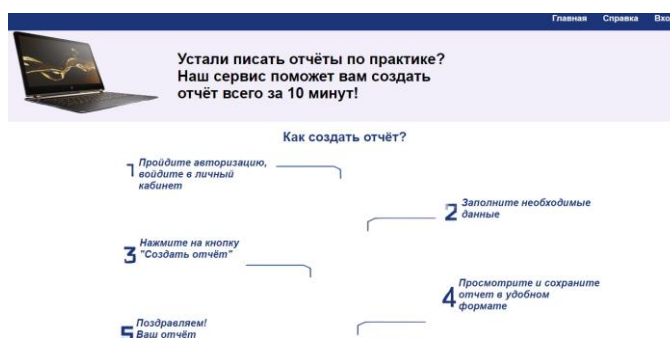 Главная Справка Вхо
Устали писать отчёты по практике?
Наш сервис поможет вам создать
отчёт всего за 10 минут!
Как создать отчёт?
1 Пройдите авторизацию,
войдите в личный
кабинет
2 Заполните необходимые
данные
3 Нажмите на кнопку
"Создать отчёт"
4 Просмотрите и сохраните
отчет в удобном
формате
5 Поздравляем!
Ваш отчёт